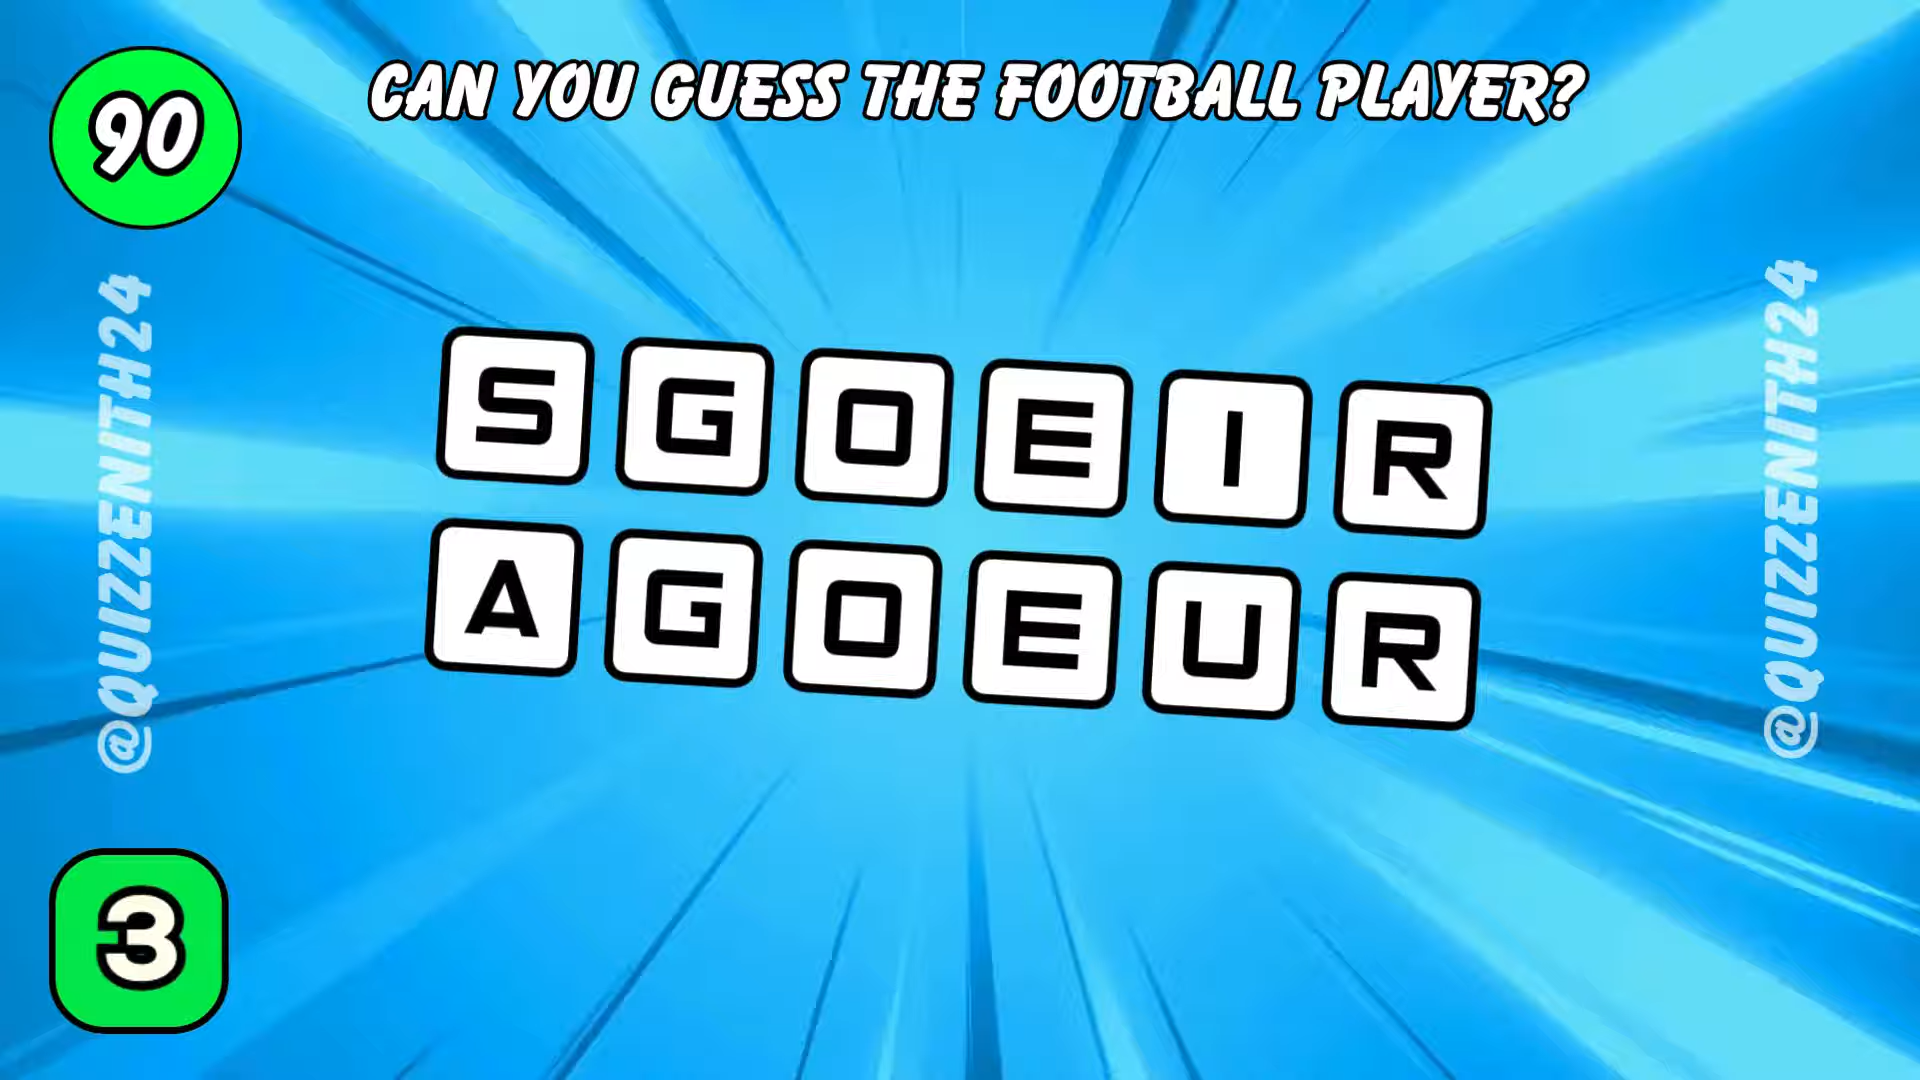 90
CAN YOU GUESS THE FOOTBALL PLAYER?
@QUIZZENITH24
@QUIZZENITH24
SGOEIR
AGOEUR
3